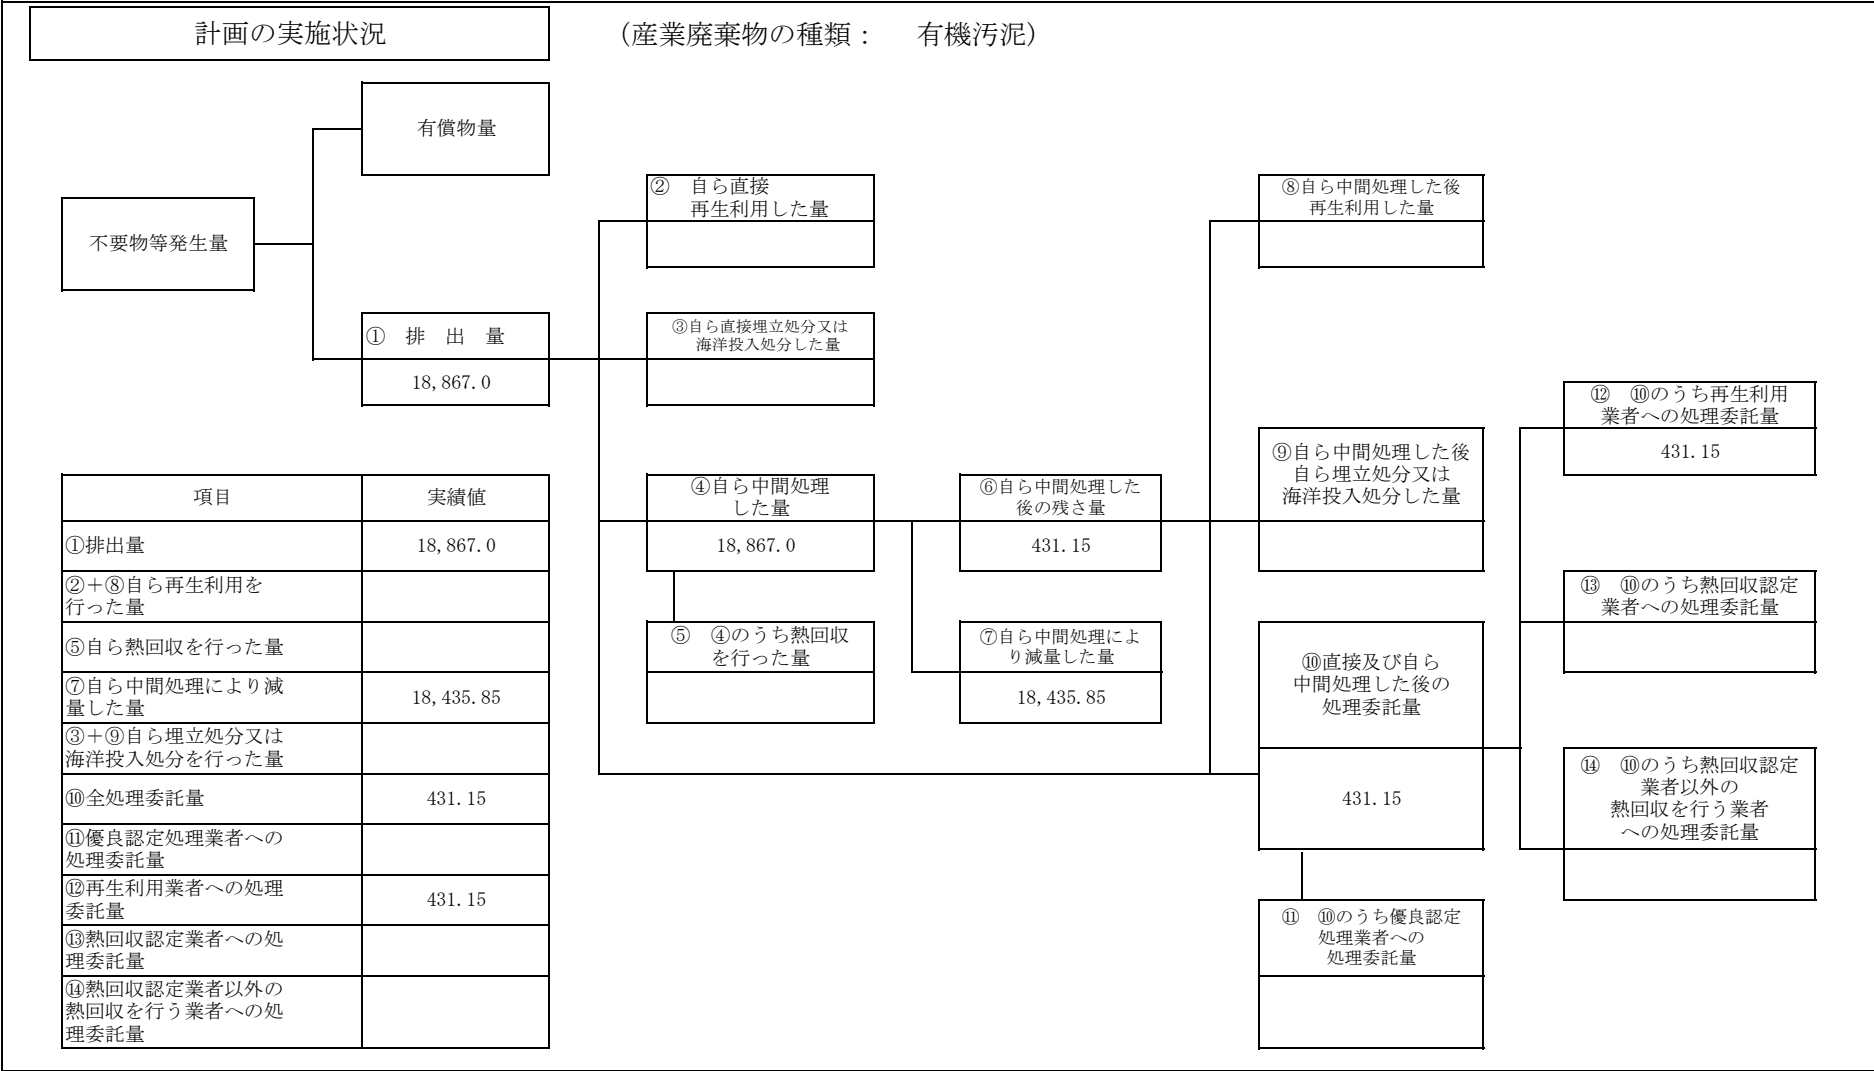 計画の実施状況
(産業廃棄物の種類： 有機汚泥)
有償物量
不要物等発生量
① 排 出 量
18,867.0
② 自ら直接
再生利用した量
③自ら直接埋立処分又は
海洋投入処分した量
④自ら中間処理
した量
18,867.0
⑤ ④のうち熱回収
を行った量
⑥自ら中間処理した
後の残さ量
431.15
⑦自ら中間処理によ
り減量した量
18,435.85
⑧自ら中間処理した後
再生利用した量
⑨自ら中間処理した後
自ら埋立処分又は
海洋投入処分した量
⑩直接及び自ら
中間処理した後の
処理委託量
431.15
⑪ ⑩のうち優良認定
処理業者への
処理委託量
⑫ ⑩のうち再生利用
業者への処理委託量
431.15
⑬ ⑩のうち熱回収認定
業者への処理委託量
⑭ ⑩のうち熱回収認定
業者以外の
熱回収を行う業者
への処理委託量
項目 実績値
①排出量 18,867.0
②＋⑧自ら再生利用を
行った量
⑤自ら熱回収を行った量
⑦自ら中間処理により減
量した量 18,435.85
③＋⑨自ら埋立処分又は
海洋投入処分を行った量
⑩全処理委託量 431.15
⑪優良認定処理業者への
処理委託量
⑫再生利用業者への処理
委託量 431.15
⑬熱回収認定業者への処
理委託量
⑭熱回収認定業者以外の
熱回収を行う業者への処
理委託量